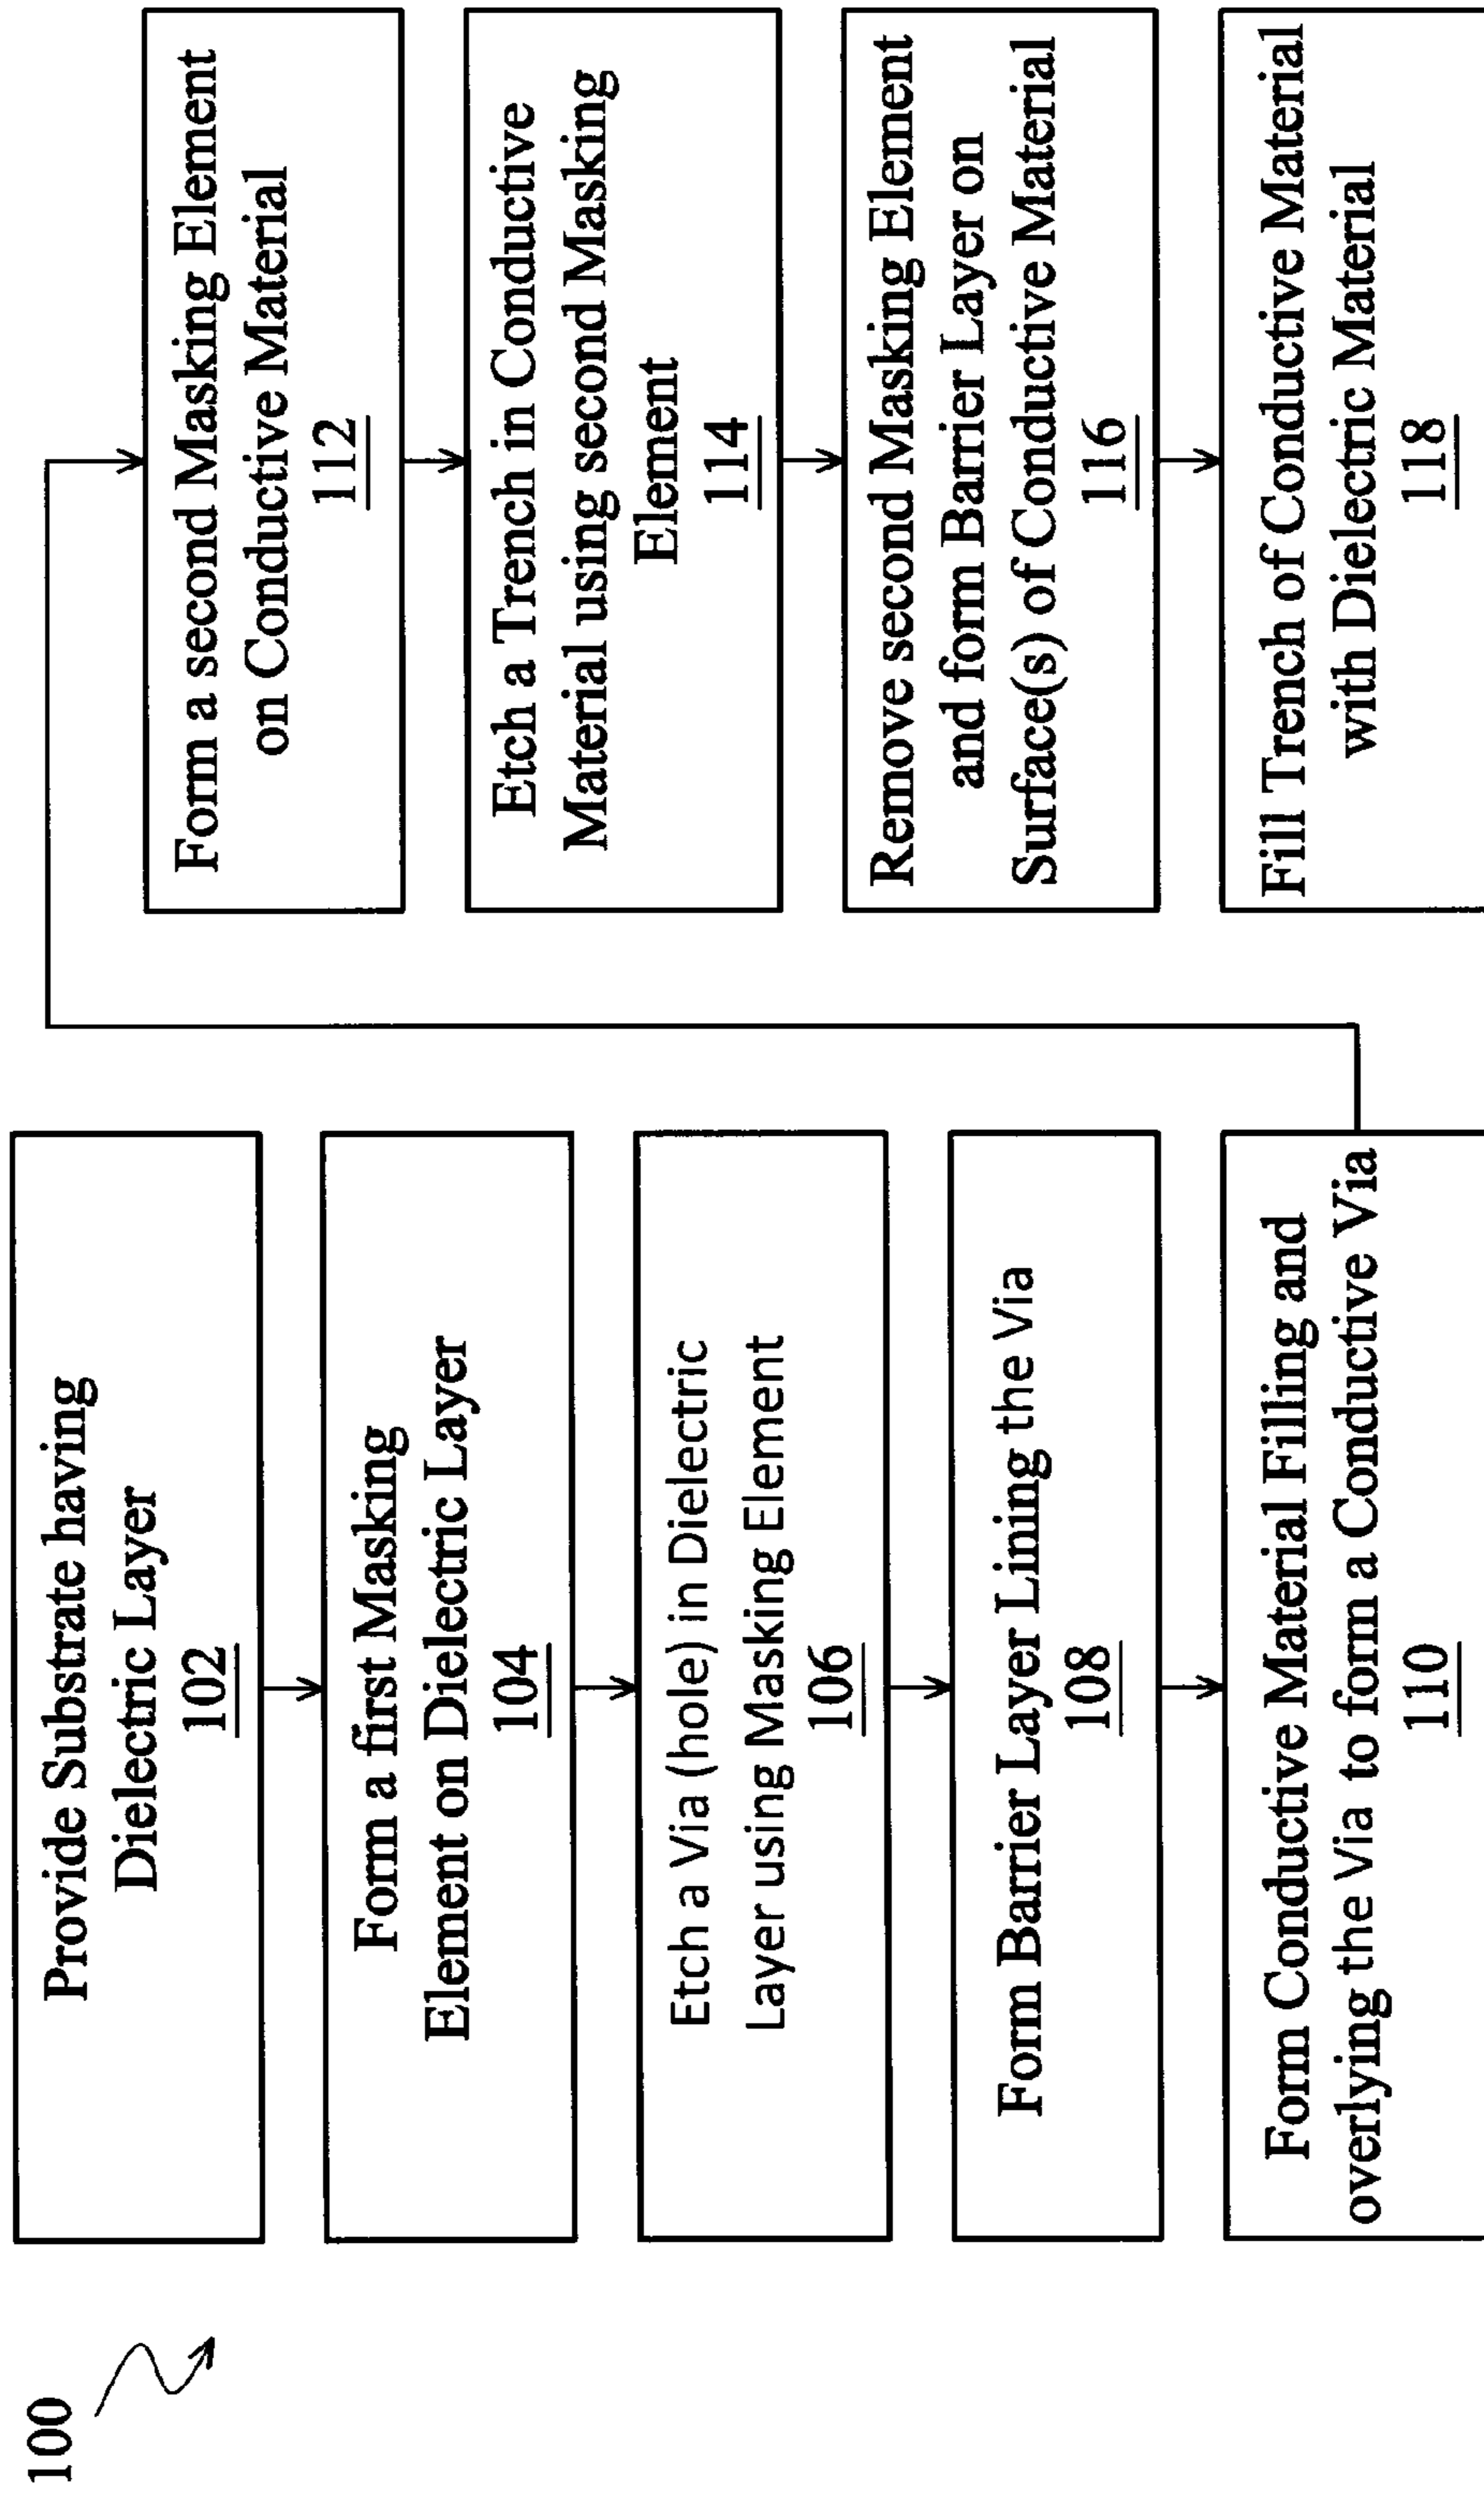 100
Provide Substrate having
Dielectric Layer
102
Form a first Masking
Element on Dielectric Layer
104
Etch a Via (hole) in Dielectric
Layer using Masking Element
106
Form Barrier Layer Lining the Via
108
Form Conductive Material Filling and
overlying the Via to form a Conductive Via
110
Form a second Masking Element
on Conductive Material
112
Etch a Trench in Conductive
Material using second Masking
Element
114
Remove second Masking Element
and form Barrier Layer on
Surface(s) of Conductive Material
116
Fill Trench of Conductive Material
with Dielectric Material
118